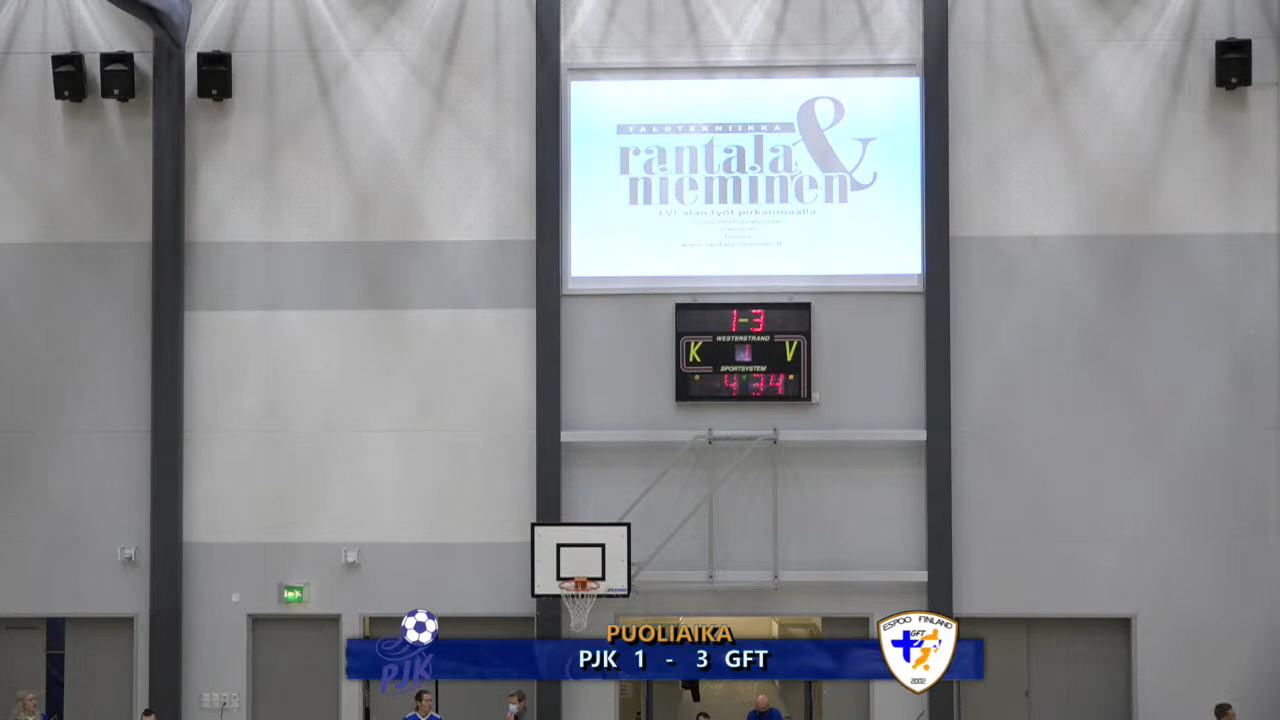 TALOTEKNIIKKA
rantala &
nieminen
LVI-alan työt pirkanmaalla
1-3
WESTERSTRAND
K 1 V
SPORTSYSTEM
4 34
PUOLIAIKA
PJK 1 - 3 GFT
PJK
ESPOO FINLAND
GFT
2002